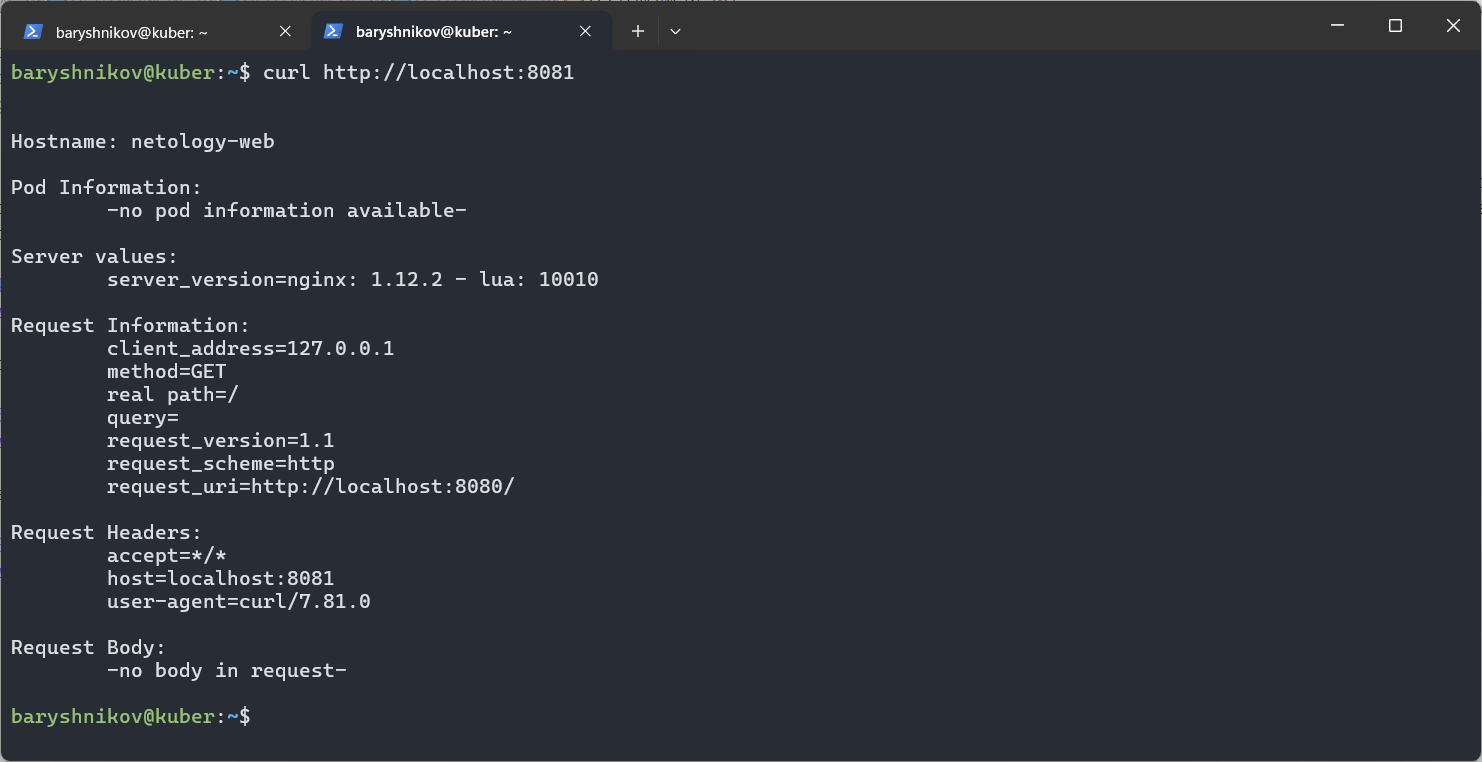 baryshnikov@kuber: ~
baryshnikov@kuber: ~
baryshnikov@kuber:~$ curl http://localhost:8081
Hostname: netology-web
Pod Information:
-no pod information available-
Server values:
server_version=nginx: 1.12.2 - lua: 10010
Request Information:
client_address=127.0.0.1
method=GET
real path=/
query=
request_version=1.1
request_scheme=http
request_uri=http://localhost:8080/
Request Headers:
accept=*/*
host=localhost:8081
user-agent=curl/7.81.0
Request Body:
-no body in request-
baryshnikov@kuber:~$